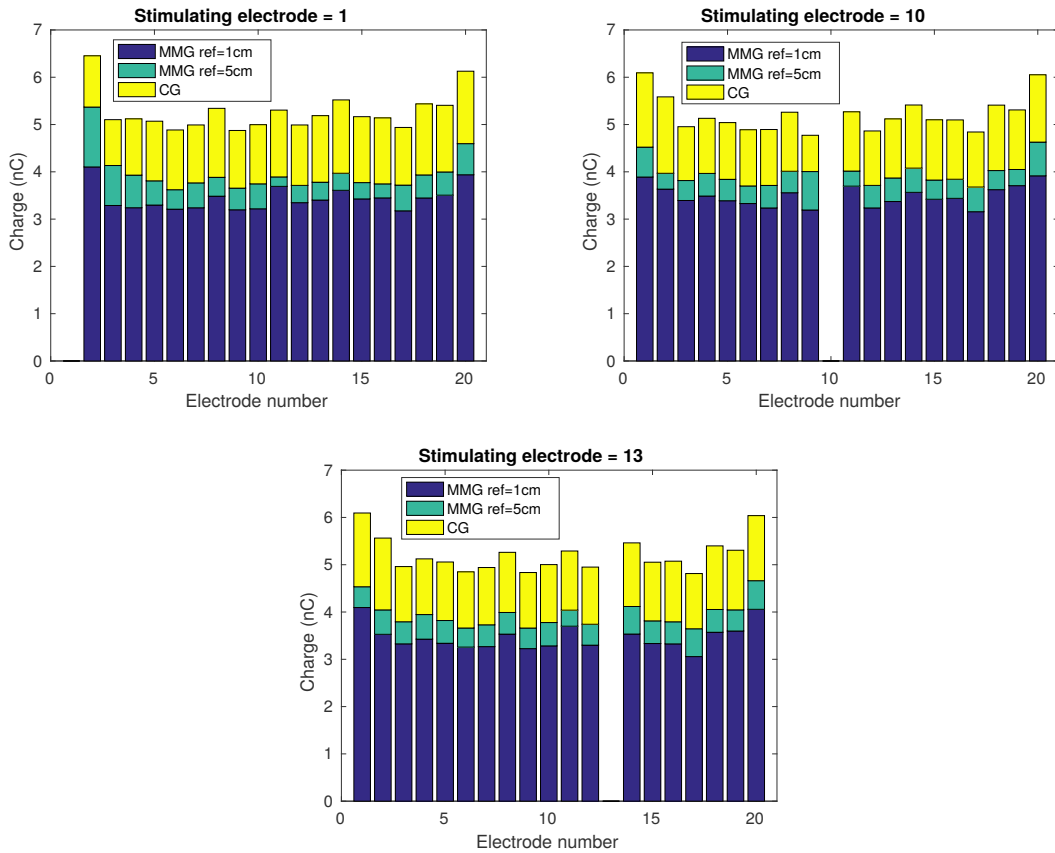 Stimulating electrode = 1
7
6
5
4
3
2
1
0
Charge (nC)
MMG ref=1cm
MMG ref=5cm
CG
0 5 10 15 20
Electrode number
Stimulating electrode = 10
7
6
5
4
3
2
1
0
Charge (nC)
MMG ref=1cm
MMG ref=5cm
CG
0 5 10 15 20
Electrode number
Stimulating electrode = 13
7
6
5
4
3
2
1
0
Charge (nC)
MMG ref=1cm
MMG ref=5cm
CG
0 5 10 15 20
Electrode number